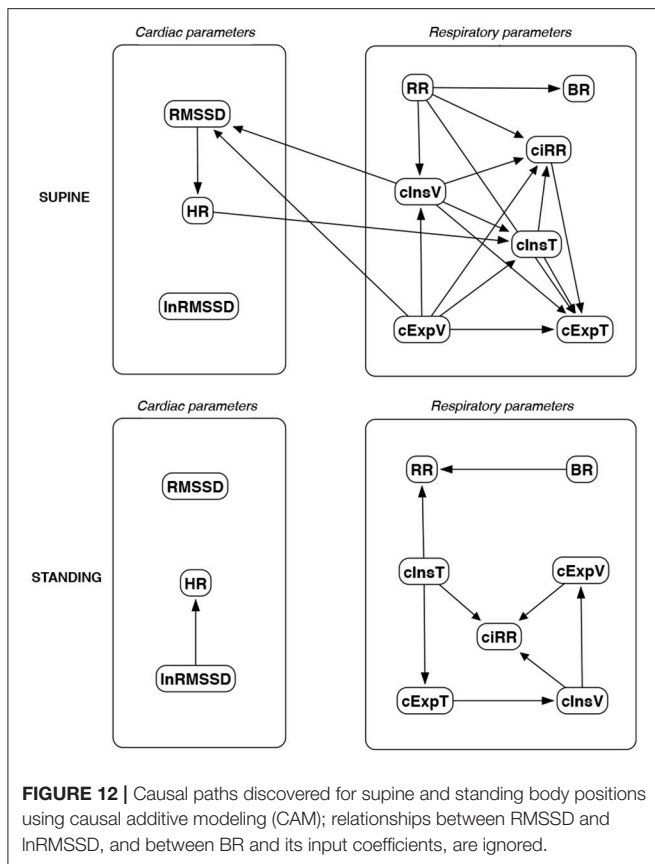 Cardiac parameters
Respiratory parameters
RR
BR
RMSSD
ciRR
cInsV
SUPINE
HR
cInsT
lnRMSSD
cExpV
cExpT
Cardiac parameters
Respiratory parameters
RMSSD
RR
BR
cInsT
cExpV
STANDING
HR
ciRR
lnRMSSD
cExpT
cInsV
FIGURE 12 | Causal paths discovered for supine and standing body positions
using causal additive modeling (CAM); relationships between RMSSD and
lnRMSSD, and between BR and its input coefficients, are ignored.